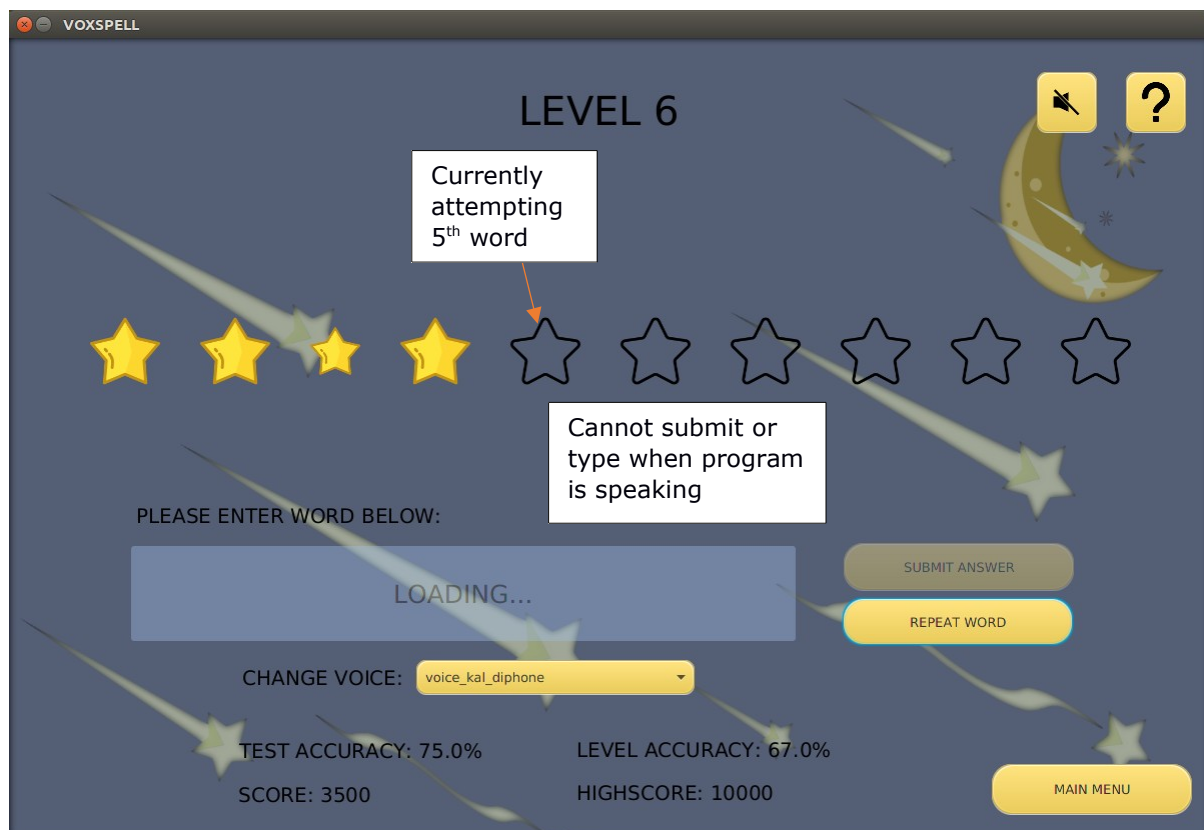 VOXSPELL
LEVEL 6
?
Currently
attempting
5th word
Cannot submit or
type when program
is speaking
PLEASE ENTER WORD BELOW:
LOADING...
SUBMIT ANSWER
REPEAT WORD
CHANGE VOICE: voice_kal_diphone
TEST ACCURACY: 75.0% LEVEL ACCURACY: 67.0%
SCORE: 3500 HIGHSCORE: 10000
MAIN MENU